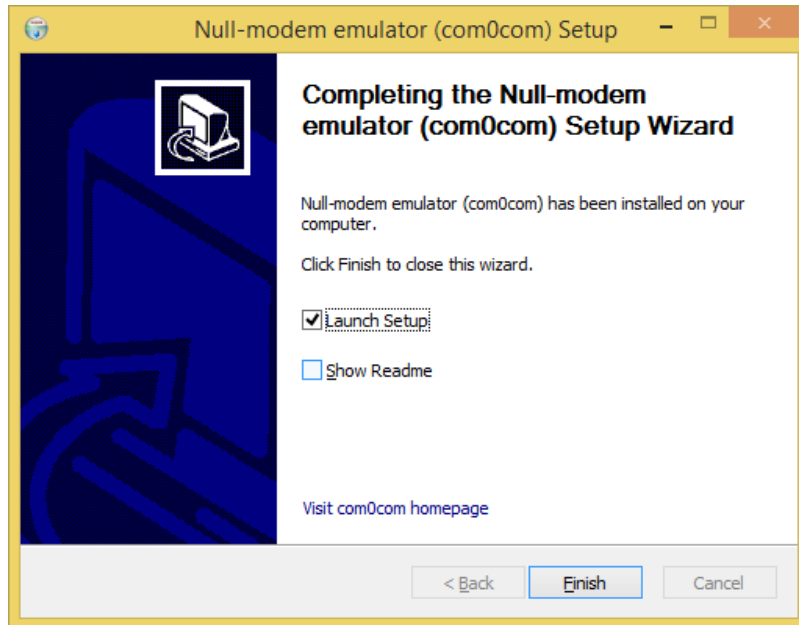 Null-modem emulator (com0com) Setup
Completing the Null-modem
emulator (com0com) Setup Wizard
Null-modem emulator (com0com) has been installed on your
computer.
Click Finish to close this wizard.
Launch Setup
Show Readme
Visit com0com homepage
< Back
Finish
Cancel